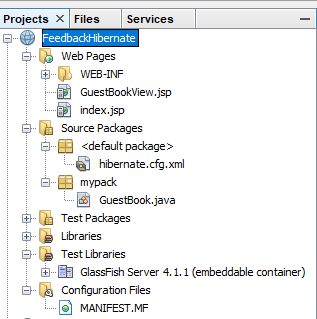 Projects × Files Services
FeedbackHibernate
Web Pages
WEB-INF
GuestBookView.jsp
index.jsp
Source Packages
<default package>
hibernate.cfg.xml
mypack
GuestBook.java
Test Packages
Libraries
Test Libraries
GlassFish Server 4.1.1 (embeddable container)
Configuration Files
MANIFEST.MF